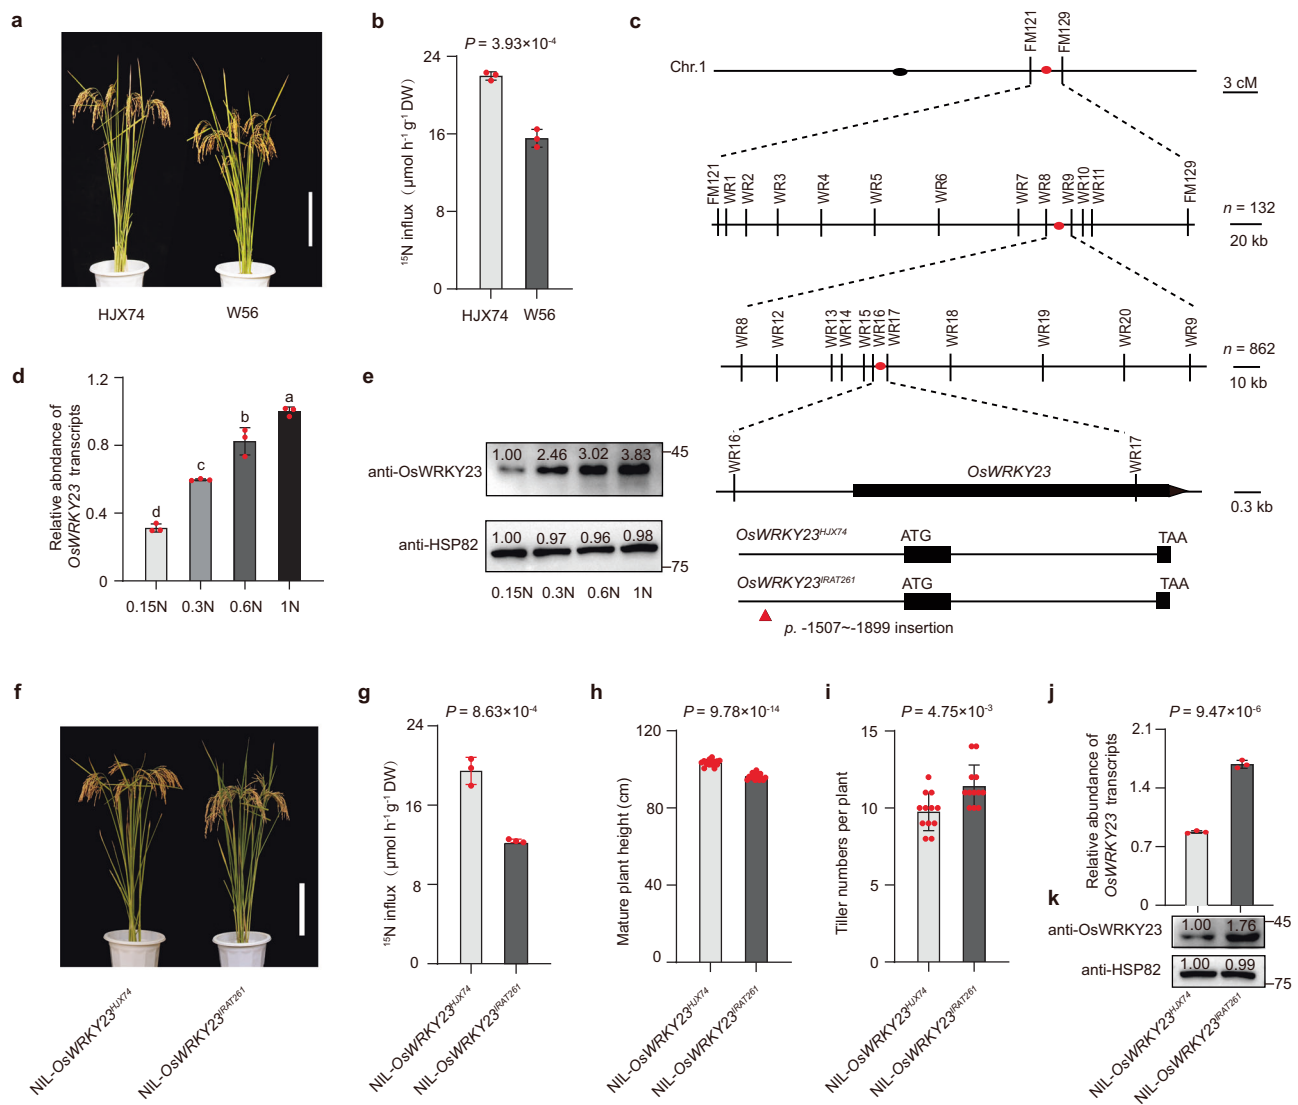 a
HJX74
W56
b
P = 3.93×10⁻⁴
¹⁵N influx (μmol h⁻¹ g⁻¹ DW)
24
16
8
0
HJX74
W56
c
Chr.1
FM121
FM129
3 cM
FM121
WR1
WR2
WR3
WR4
WR5
WR6
WR7
WR8
WR9
WR10
WR11
FM129
n = 132
20 kb
WR8
WR12
WR13
WR14
WR15
WR16
WR17
WR18
WR19
WR20
WR9
n = 862
10 kb
WR16
OsWRKY23
WR17
0.3 kb
OsWRKY23ᴴᴶˣ⁷⁴
ATG
TAA
OsWRKY23ᴵᴿᴬᵀ²⁶¹
ATG
TAA
p. -1507~-1899 insertion
d
Relative abndance of
OsWRKY23 transcripts
1.2
0.8
0.4
0
d
c
b
a
0.15N
0.3N
0.6N
1N
e
anti-OsWRKY23
1.00
2.46
3.02
3.83
45
anti-HSP82
1.00
0.97
0.96
0.98
75
0.15N
0.3N
0.6N
1N
f
NIL-OsWRKY23ᴴᴶˣ⁷⁴
NIL-OsWRKY23ᴵᴿᴬᵀ²⁶¹
g
P = 8.63×10⁻⁴
¹⁵N influx (μmol h⁻¹ g⁻¹ DW)
24
16
8
0
NIL-OsWRKY23ᴴᴶˣ⁷⁴
NIL-OsWRKY23ᴵᴿᴬᵀ²⁶¹
h
P = 9.78×10⁻¹⁴
Mature plant height (cm)
120
80
40
0
NIL-OsWRKY23ᴴᴶˣ⁷⁴
NIL-OsWRKY23ᴵᴿᴬᵀ²⁶¹
i
P = 4.75×10⁻³
Tiller numbers per plant
15
10
5
0
NIL-OsWRKY23ᴴᴶˣ⁷⁴
NIL-OsWRKY23ᴵᴿᴬᵀ²⁶¹
j
P = 9.47×10⁻⁶
Relative abundance of
OsWRKY23 transcripts
2.1
1.4
0.7
0
k
anti-OsWRKY23
1.00
1.76
45
anti-HSP82
1.00
0.99
75
NIL-OsWRKY23ᴴᴶˣ⁷⁴
NIL-OsWRKY23ᴵᴿᴬᵀ²⁶¹